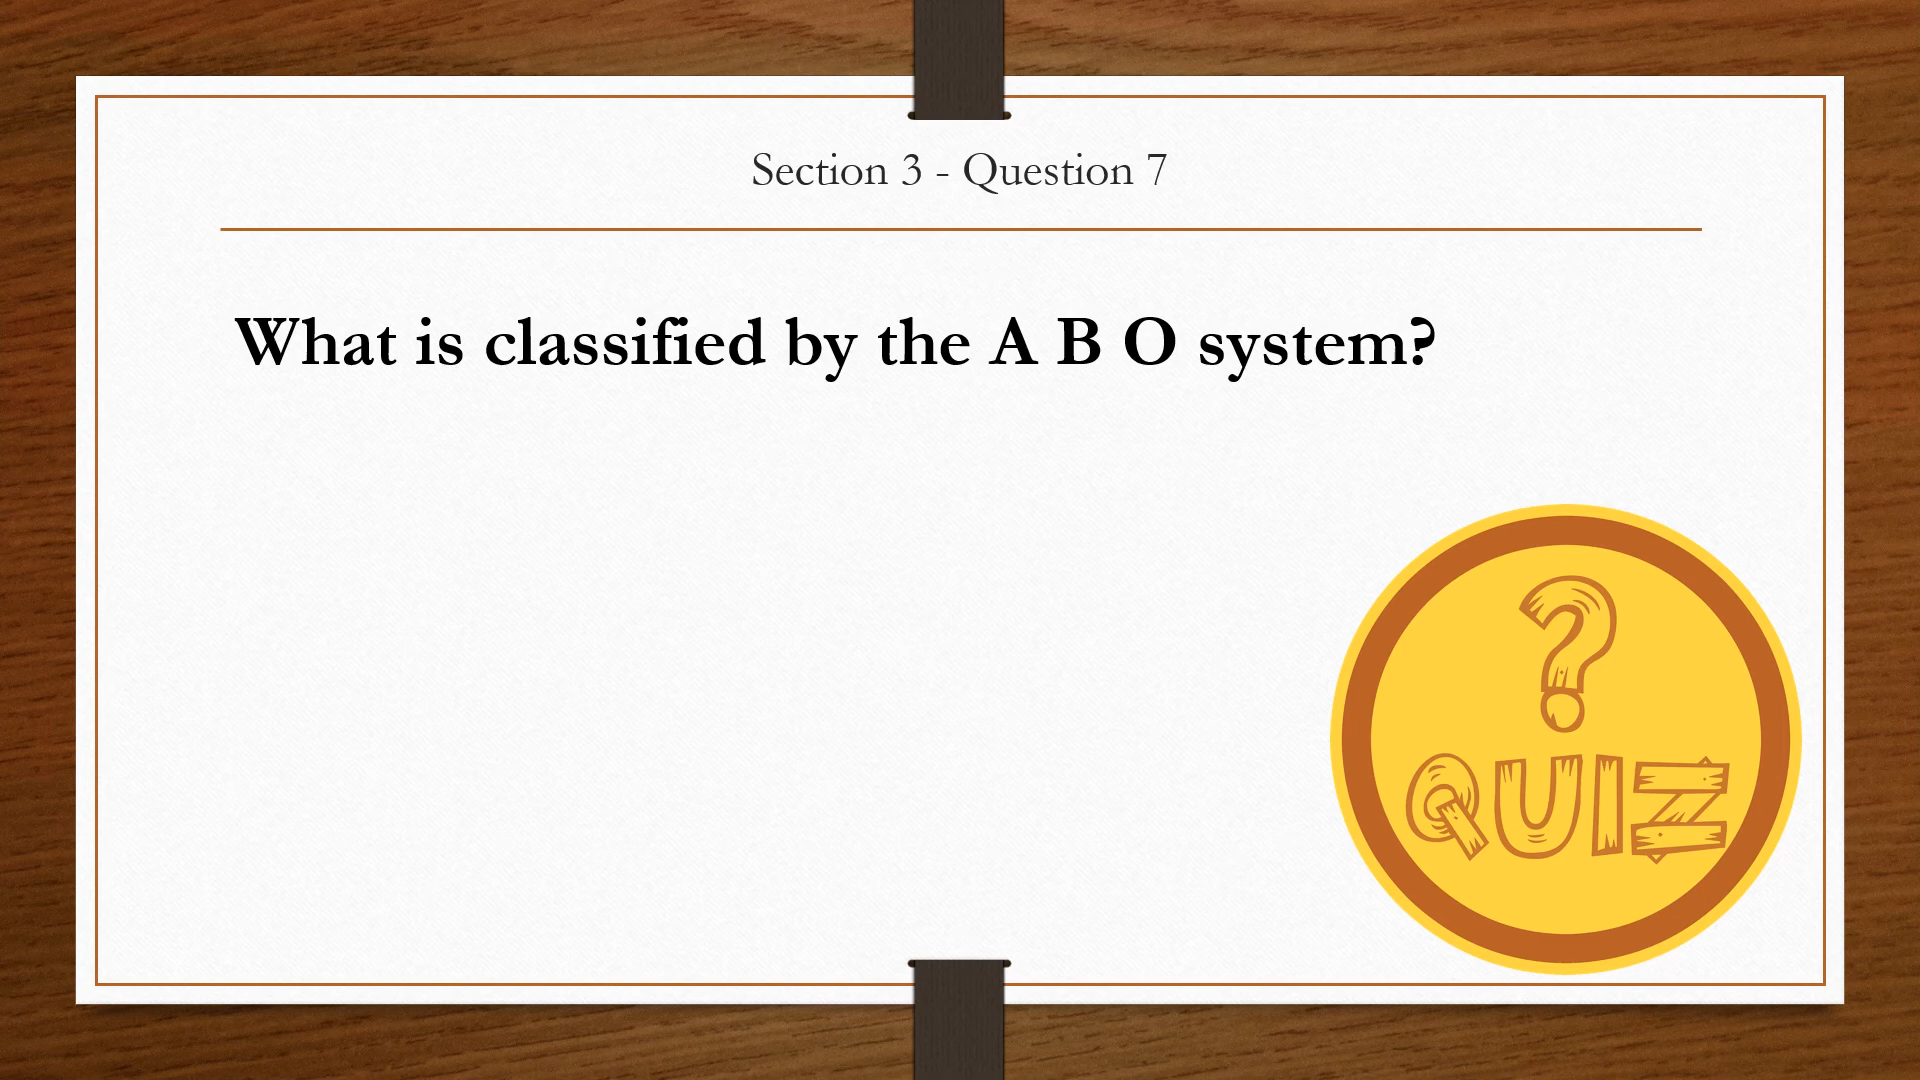 Section 3 - Question 7
What is classified by the A B O system?
?
QUIZ